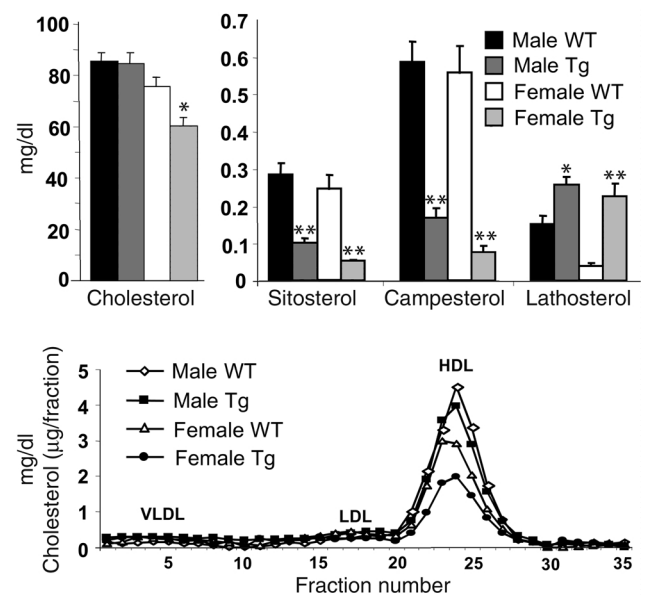 100
80
60
40
20
0
mg/dl
*
Cholesterol
0.7
0.6
0.5
0.4
0.3
0.2
0.1
0
Male WT
Male Tg
Female WT
Female Tg
**
**
Sitosterol
**
**
Campesterol
*
**
Lathosterol
mg/dl
Cholesterol (µg/fraction)
5
4
3
2
1
0
Male WT
Male Tg
Female WT
Female Tg
VLDL
LDL
HDL
5 10 15 20 25 30 35
Fraction number